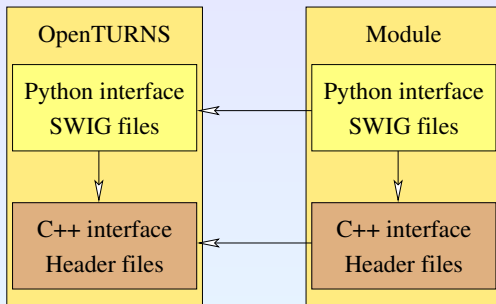 OpenTURNS
Python interface
SWIG files
C++ interface
Header files
Module
Python interface
SWIG files
C++ interface
Header files